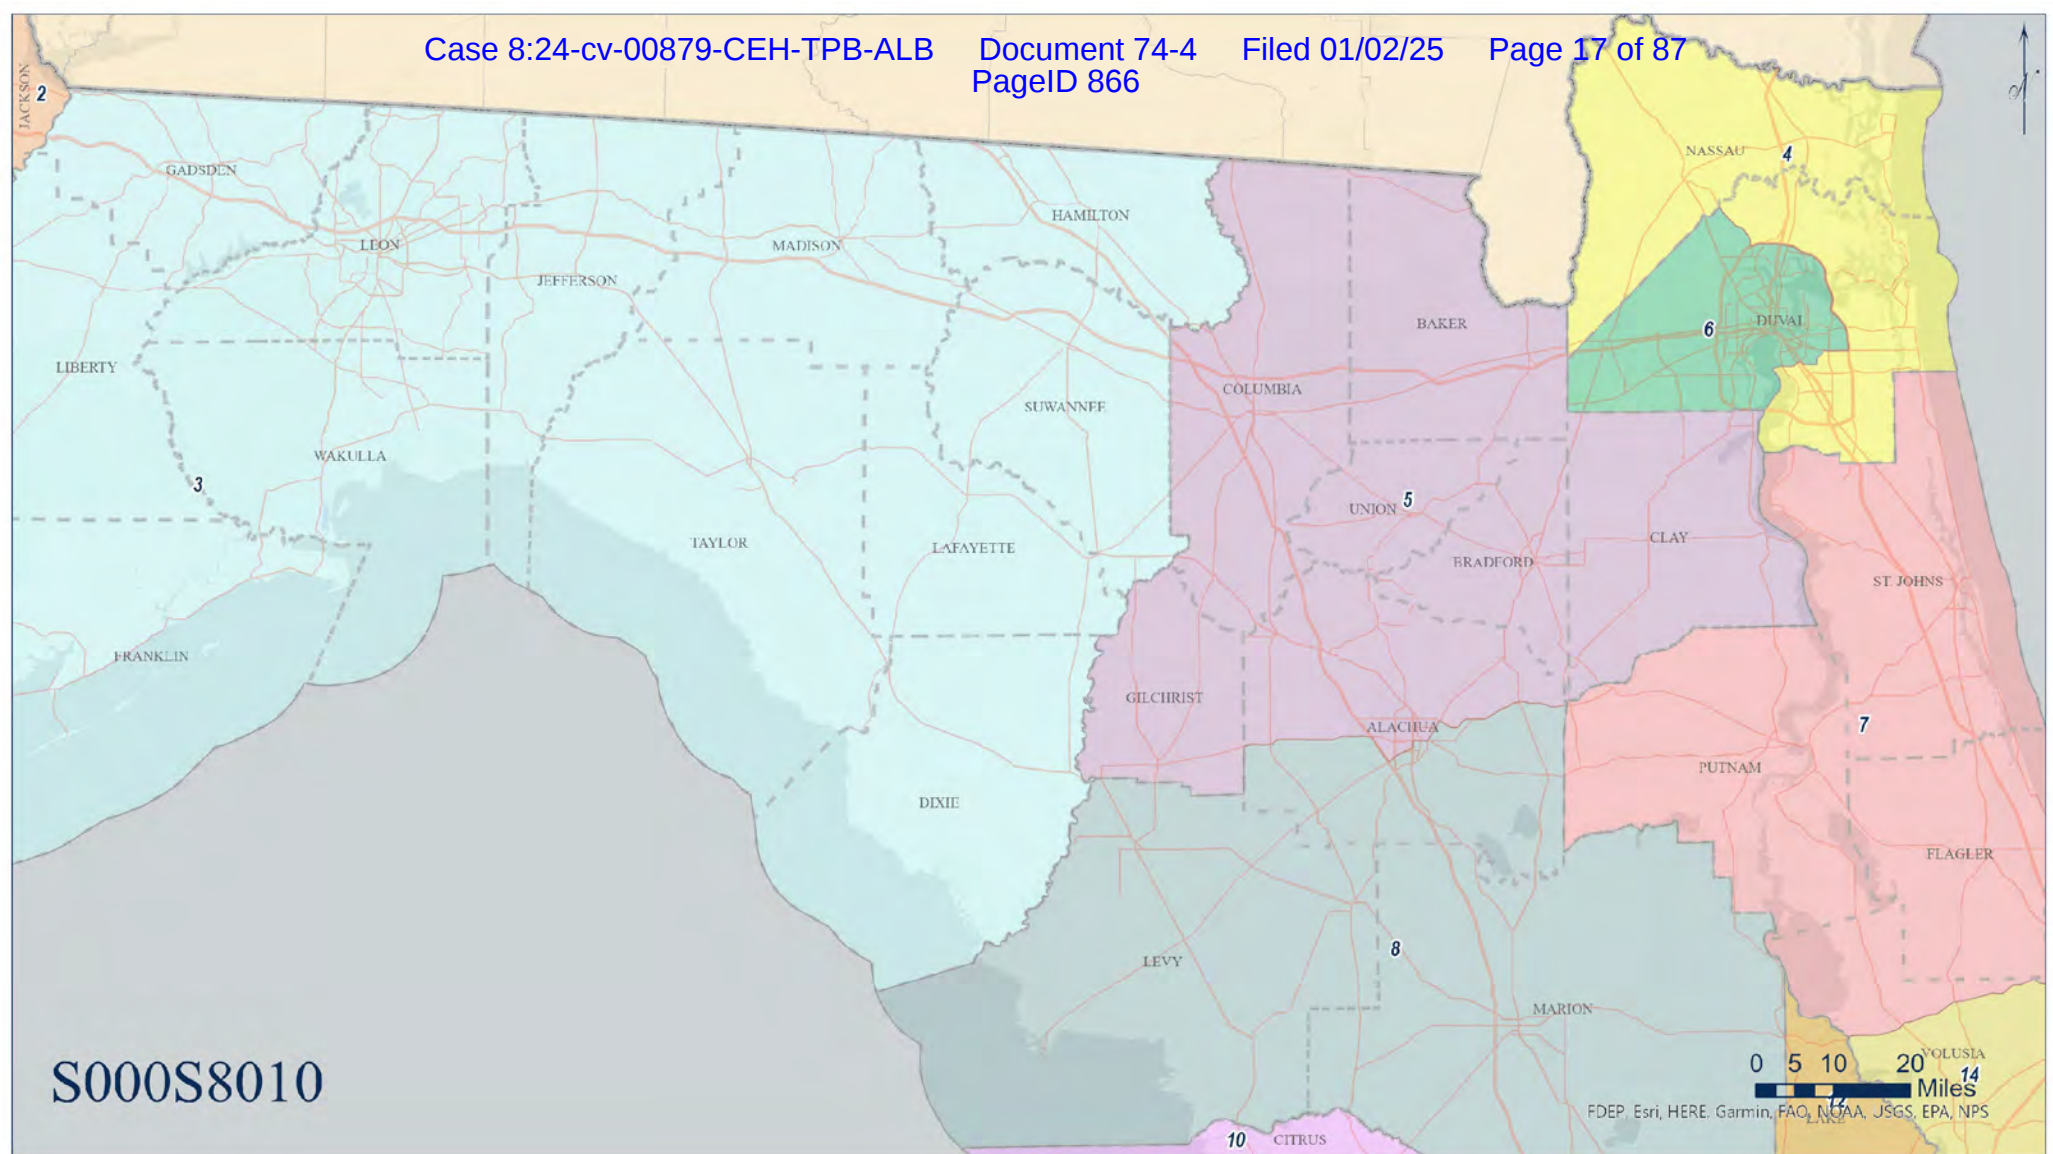 Case 8:24-cv-00879-CEH-TPB-ALB Document 74-4 Filed 01/02/25 Page 17 of 87
PageID 866
JACKSON
2
NASSAU
4
GADSDEN
HAMILTON
LEON
MADISON
JEFFERSON
BAKER
6
DUVAL
LIBERTY
COLUMBIA
SUWANNEE
WAKULLA
3
UNION
5
TAYLOR
LAFAYETTE
BRADFORD
CLAY
ST. JOHNS
FRANKLIN
GILCHRIST
ALACHUA
7
PUTNAM
DIXIE
FLAGLER
LEVY
8
MARION
S000S8010
VOLUSIA
14
0 5 10 20
Miles
12
FDEP, Esri, HERE, Garmin, FAO, NOAA, USGS, EPA, NPS
LAKE
10
CITRUS